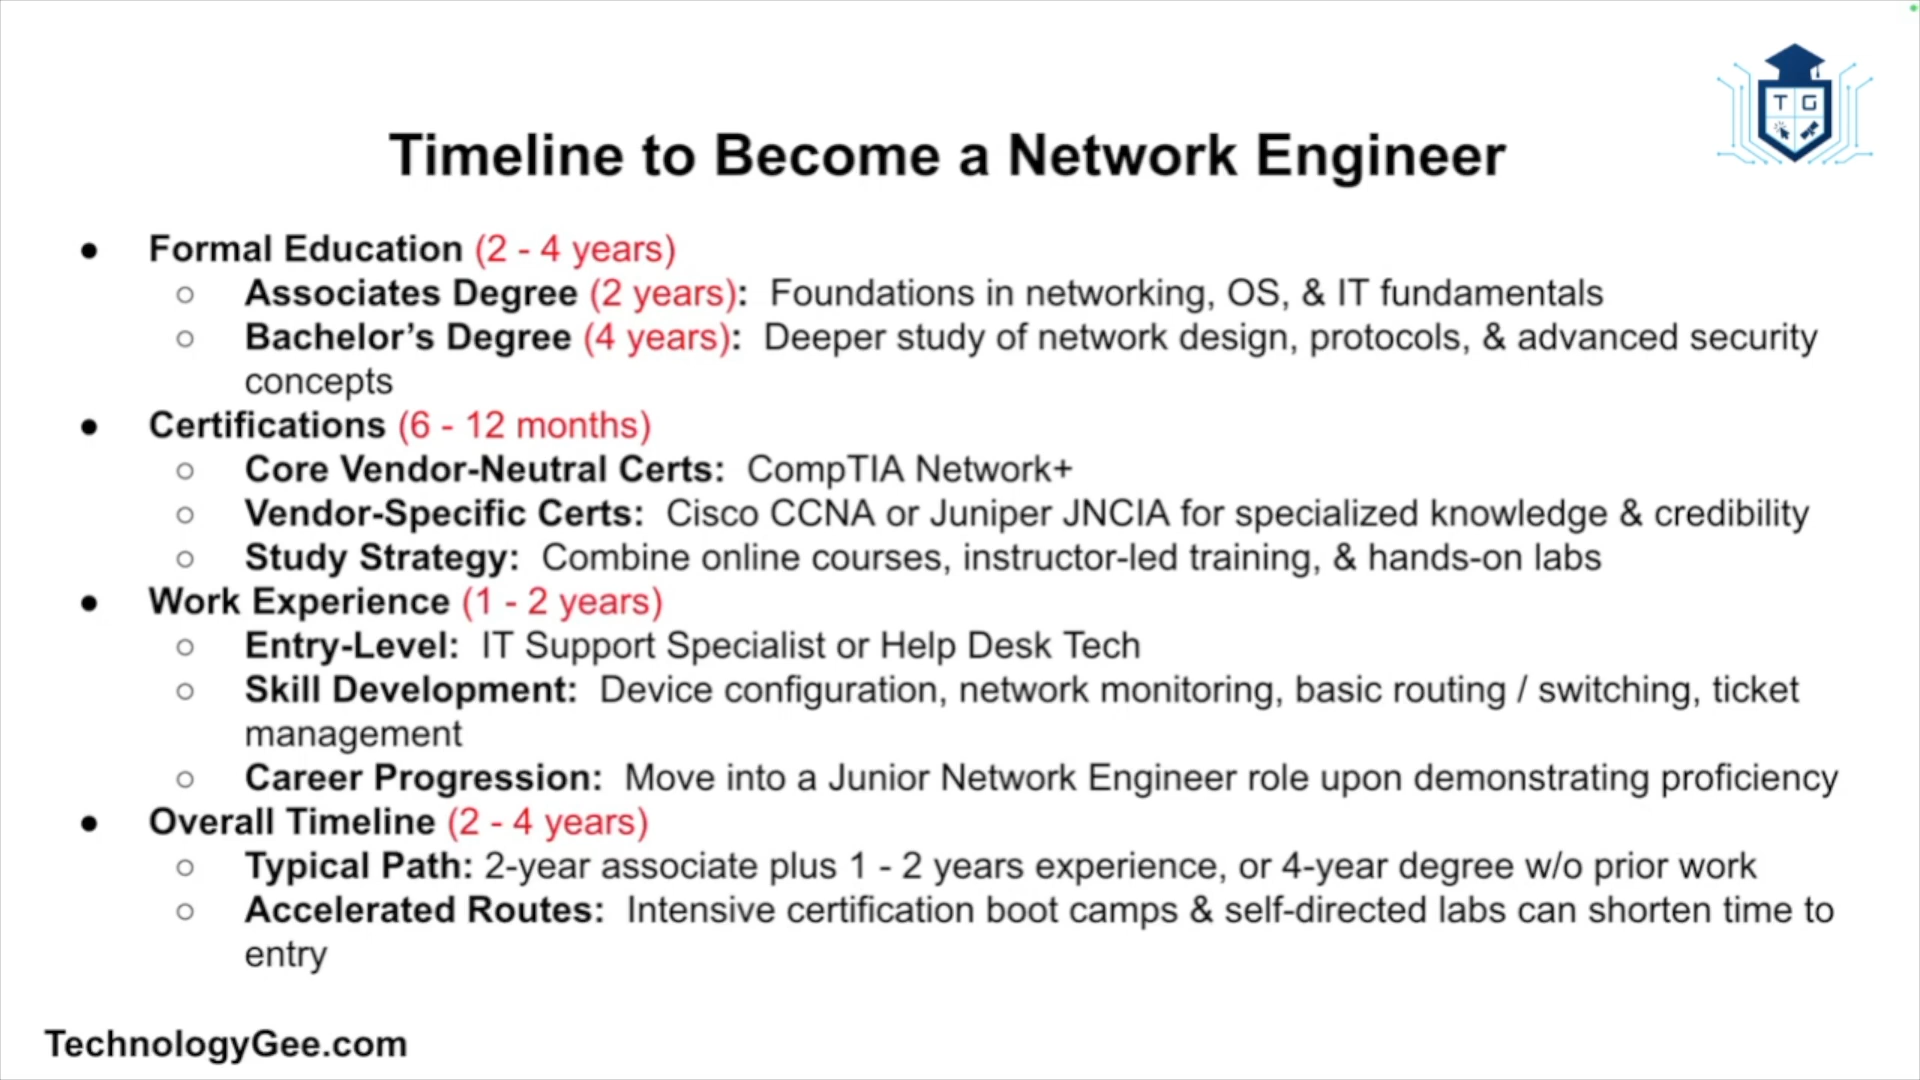 T G
Timeline to Become a Network Engineer
● Formal Education (2 - 4 years)
○ Associates Degree (2 years):  Foundations in networking, OS, & IT fundamentals
○ Bachelor’s Degree (4 years):  Deeper study of network design, protocols, & advanced security
concepts
● Certifications (6 - 12 months)
○ Core Vendor-Neutral Certs:  CompTIA Network+
○ Vendor-Specific Certs:  Cisco CCNA or Juniper JNCIA for specialized knowledge & credibility
○ Study Strategy:  Combine online courses, instructor-led training, & hands-on labs
● Work Experience (1 - 2 years)
○ Entry-Level:  IT Support Specialist or Help Desk Tech
○ Skill Development:  Device configuration, network monitoring, basic routing / switching, ticket
management
○ Career Progression:  Move into a Junior Network Engineer role upon demonstrating proficiency
● Overall Timeline (2 - 4 years)
○ Typical Path: 2-year associate plus 1 - 2 years experience, or 4-year degree w/o prior work
○ Accelerated Routes:  Intensive certification boot camps & self-directed labs can shorten time to
entry
TechnologyGee.com